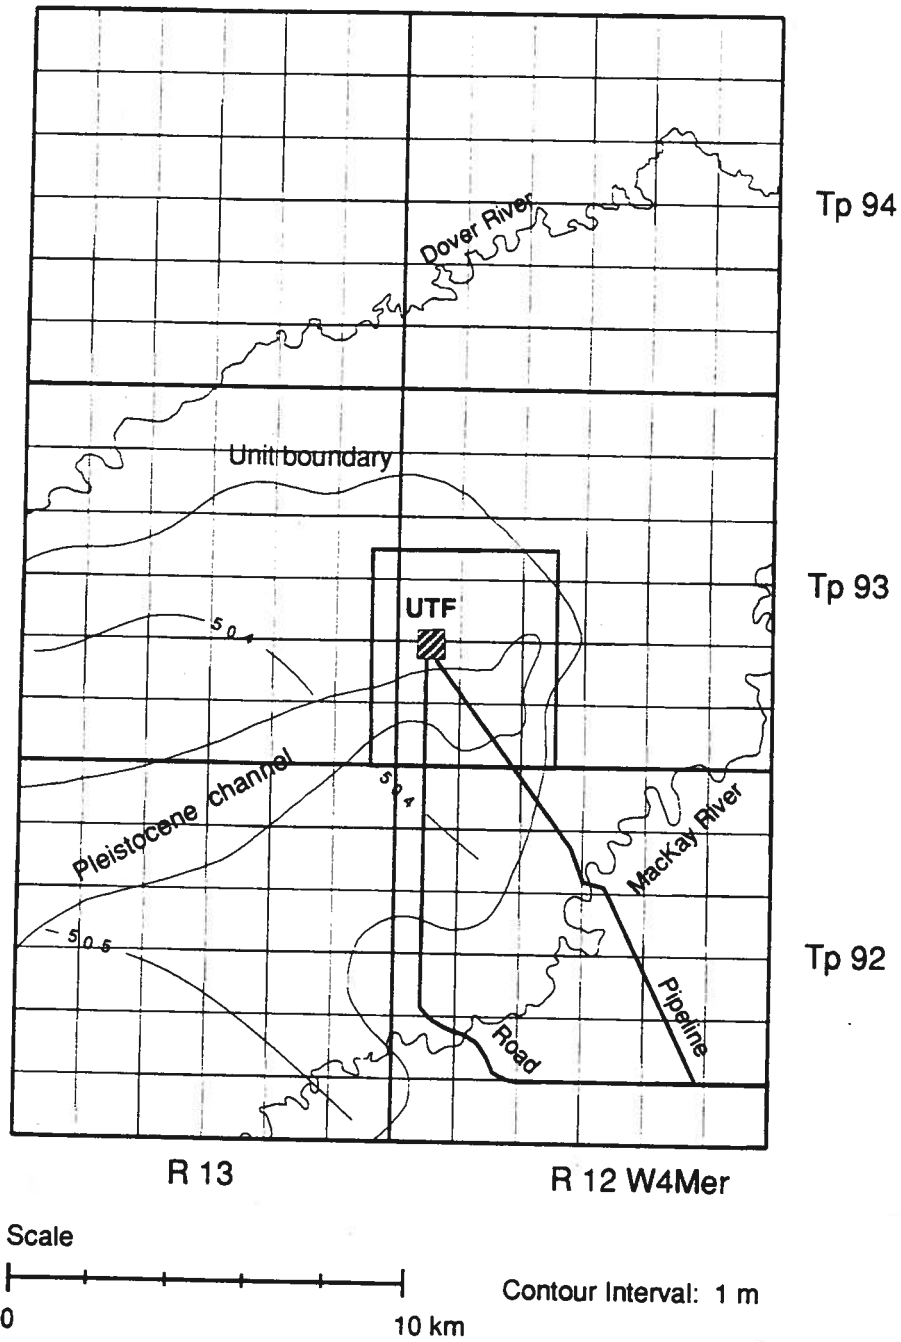 Tp 94
Dover River
Unit boundary
Tp 93
UTF
504
Pleistocene channel
504
MacKay River
505
Tp 92
Pipeline
Road
R 13
R 12 W4Mer
Scale
0
10 km
Contour Interval: 1 m